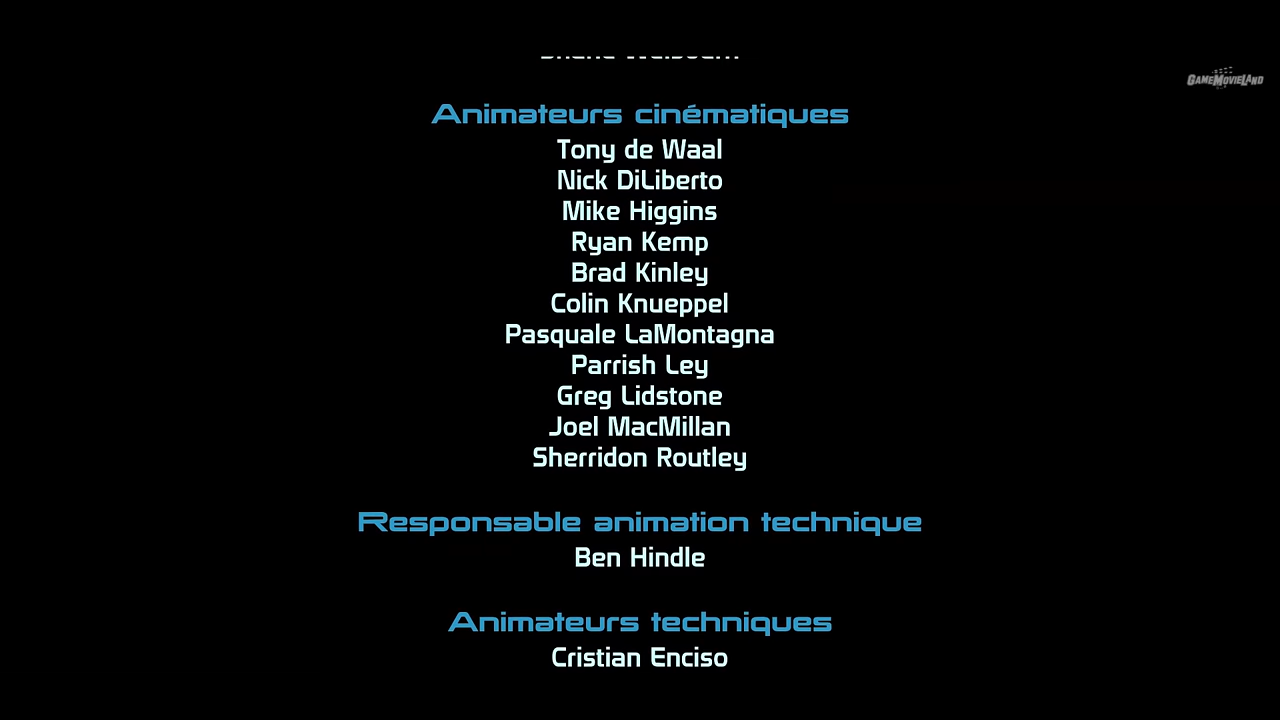 GameMovieLand
Animateurs cinématiques
Tony de Waal
Nick DiLiberto
Mike Higgins
Ryan Kemp
Brad Kinley
Colin Knueppel
Pasquale LaMontagna
Parrish Ley
Greg Lidstone
Joel MacMillan
Sherridon Routley
Responsable animation technique
Ben Hindle
Animateurs techniques
Cristian Enciso